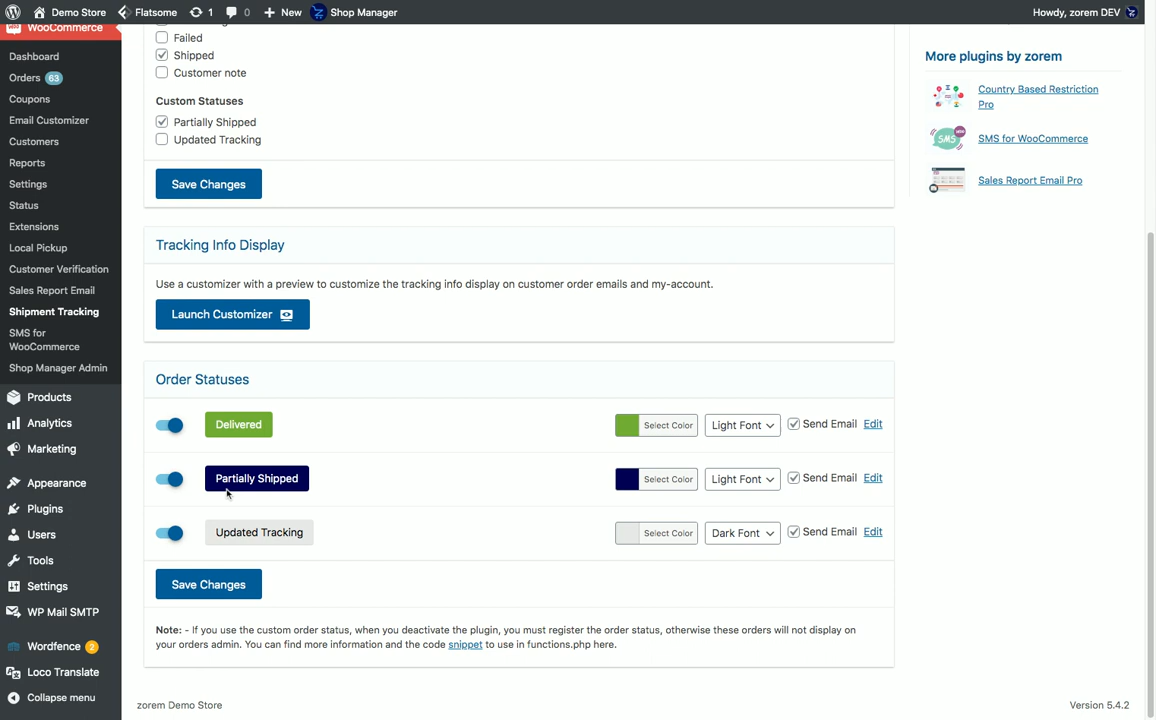 Demo Store
Flatsome
1
0
New
Shop Manager
Howdy, zorem DEV
WooCommerce
Dashboard
Orders 63
Coupons
Email Customizer
Customers
Reports
Settings
Status
Extensions
Local Pickup
Customer Verification
Sales Report Email
Shipment Tracking
SMS for
WooCommerce
Shop Manager Admin
Products
Analytics
Marketing
Appearance
Plugins
Users
Tools
Settings
WP Mail SMTP
Wordfence 2
Loco Translate
Collapse menu
Failed
Shipped
Customer note
Custom Statuses
Partially Shipped
Updated Tracking
Save Changes
Tracking Info Display
Use a customizer with a preview to customize the tracking info display on customer order emails and my-account.
Launch Customizer
Order Statuses
Delivered Select Color Light Font Send Email Edit
Partially Shipped Select Color Light Font Send Email Edit
Updated Tracking Select Color Dark Font Send Email Edit
Save Changes
Note: - If you use the custom order status, when you deactivate the plugin, you must register the order status, otherwise these orders will not display on
your orders admin. You can find more information and the code snippet to use in functions.php here.
More plugins by zorem
Country Based Restriction
Pro
SMS
SMS for WooCommerce
Sales Report Email Pro
zorem Demo Store
Version 5.4.2